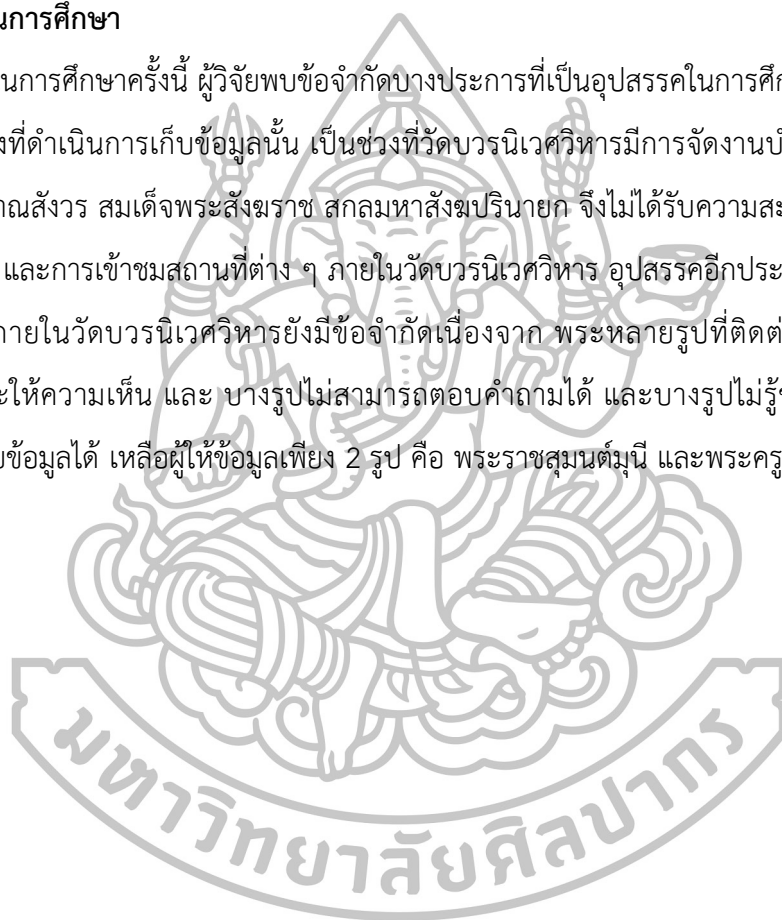 นการศึกษา
นการศึกษาครั้งนี้ ผู้วิจัยพบข้อจำกัดบางประการที่เป็นอุปสรรคในการศึก
งที่ดำเนินการเก็บข้อมูลนั้น เป็นช่วงที่วัดบวรนิเวศวิหารมีการจัดงานบ
าณสังวร สมเด็จพระสังฆราช สกลมหาสังฆปรินายก จึงไม่ได้รับความสะ
และการเข้าชมสถานที่ต่าง ๆ ภายในวัดบวรนิเวศวิหาร อุปสรรคอีกประ
ภายในวัดบวรนิเวศวิหารยังมีข้อจำกัดเนื่องจาก พระหลายรูปที่ติดต่
ะให้ความเห็น และ บางรูปไม่สามารถตอบคำถามได้ และบางรูปไม่รู้
ข้อมูลได้ เหลือผู้ให้ข้อมูลเพียง 2 รูป คือ พระราชสุมนต์มุนี และพระครู
มหาวิทยาลัยศิลปากร